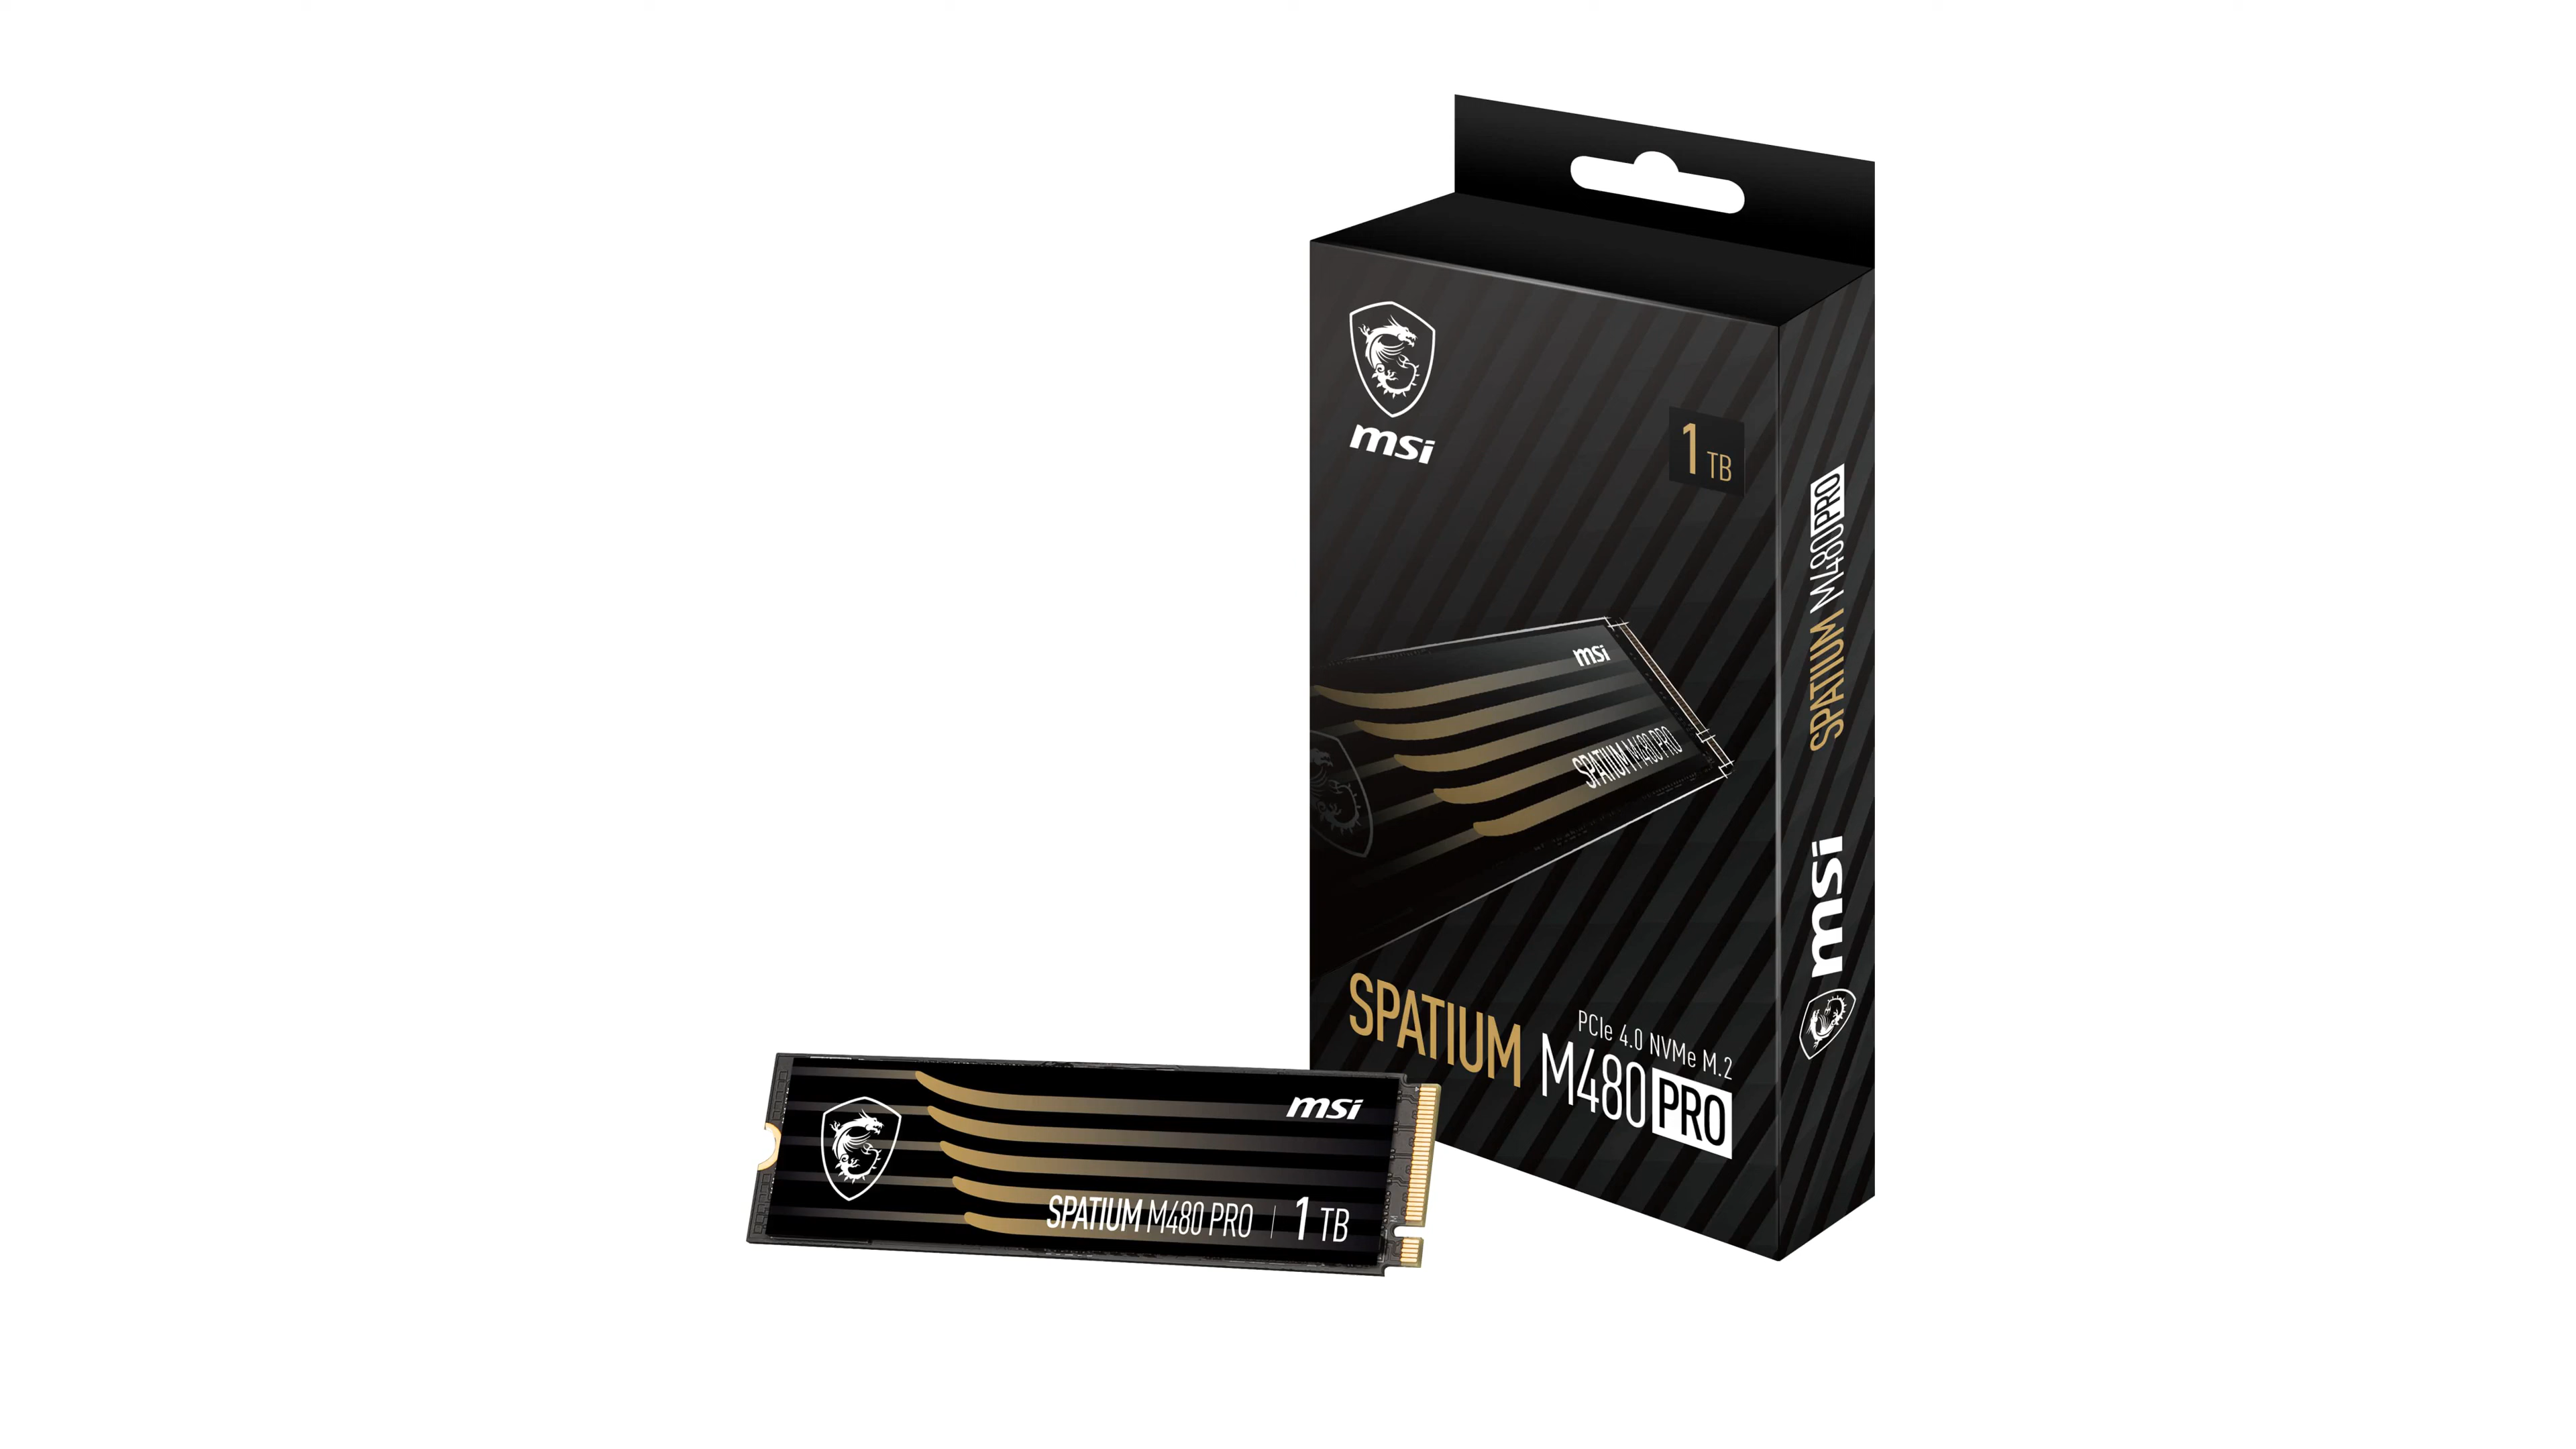 msi
1 TB
msi
SPATIUM M480 PRO
SPATIUM
PCIe 4.0 NVMe M.2
M480 PRO
SPATIUM M480 PRO
msi
msi
SPATIUM M480 PRO | 1 TB